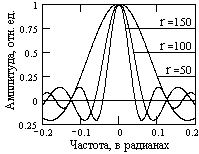 Амплитуда, отн. ед.
1
0.75
0.5
0.25
0
0.25
r =150
r =100
r =50
−0.2 −0.1 0 0.1 0.2
Частота, в радианах